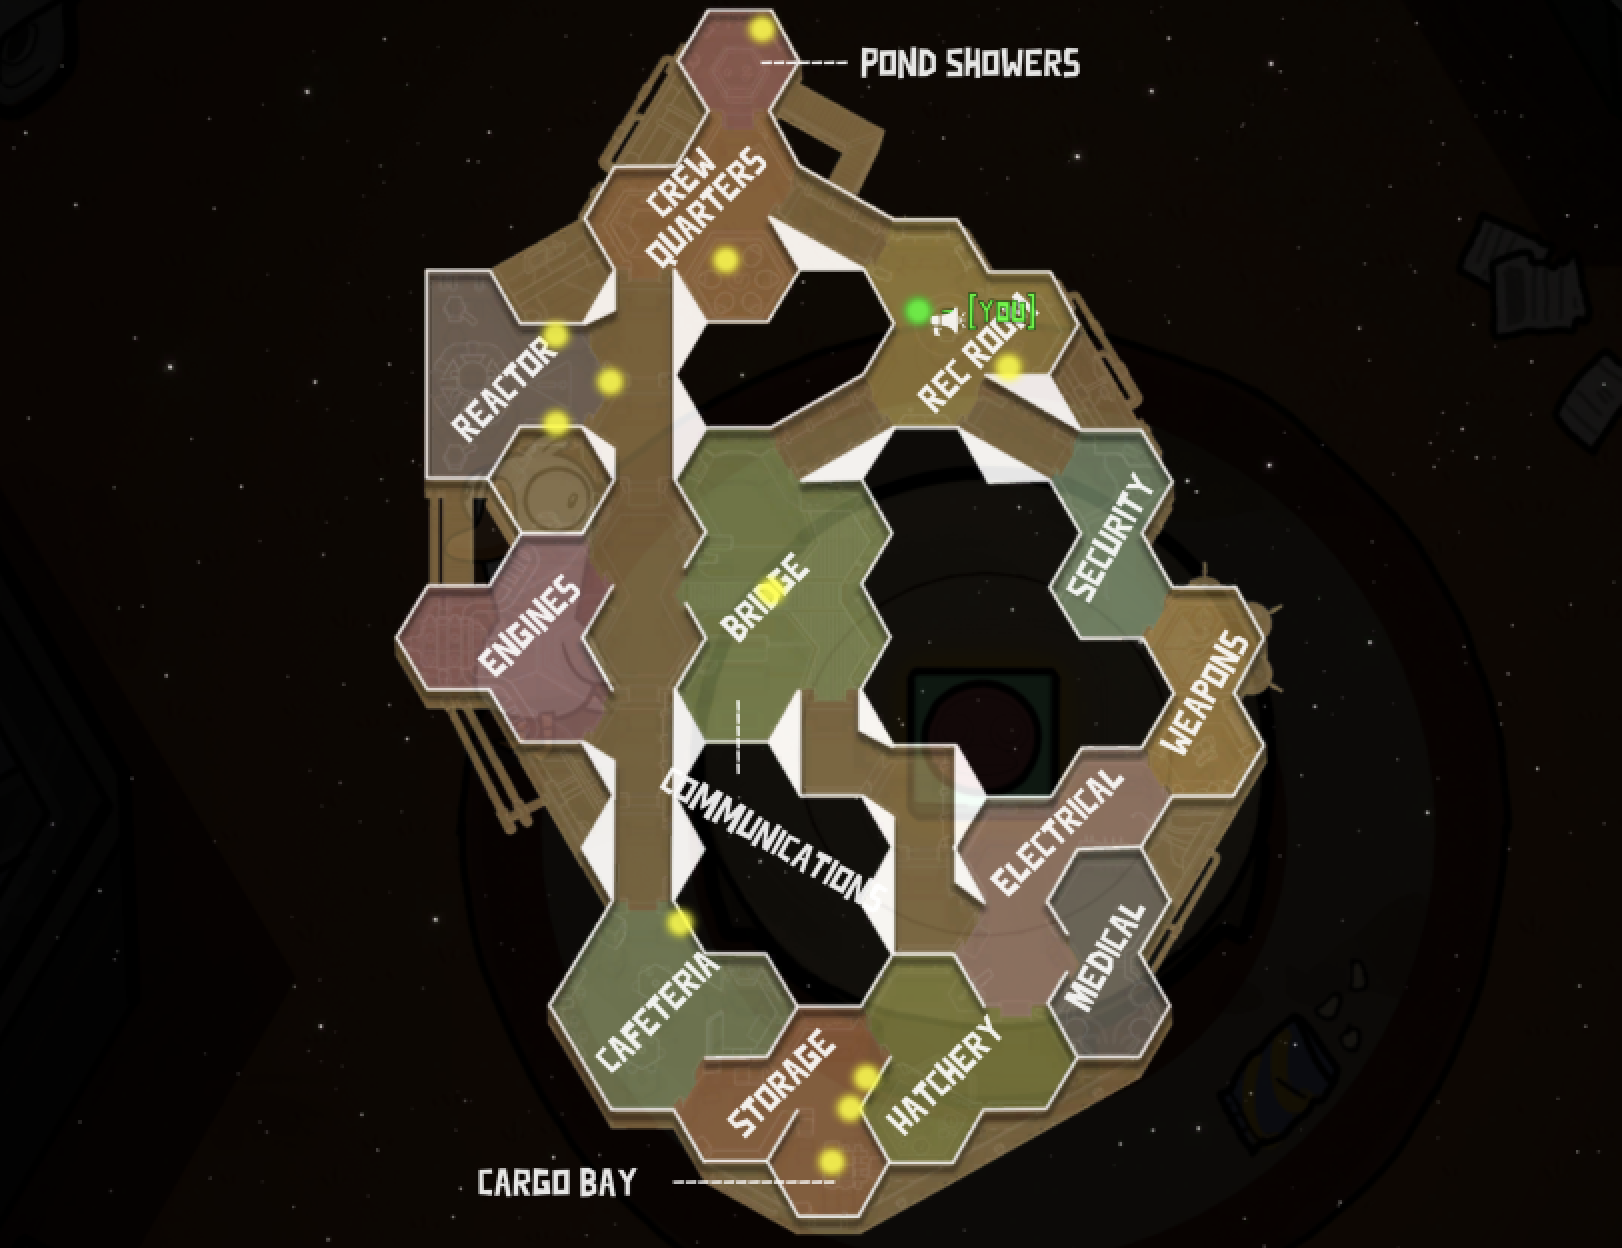 POND SHOWERS
CREW
QUARTERS
[YOU]
REC ROOM
REACTOR
SECURITY
BRIDGE
ENGINES
WEAPONS
COMMUNICATIONS
ELECTRICAL
MEDICAL
CAFETERIA
STORAGE
HATCHERY
CARGO BAY